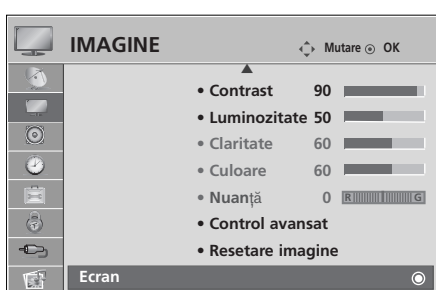 IMAGINE Mutare OK
• Contrast 90
• Luminozitate 50
• Claritate 60
• Culoare 60
• Nuanță 0 R G
• Control avansat
• Resetare imagine
Ecran